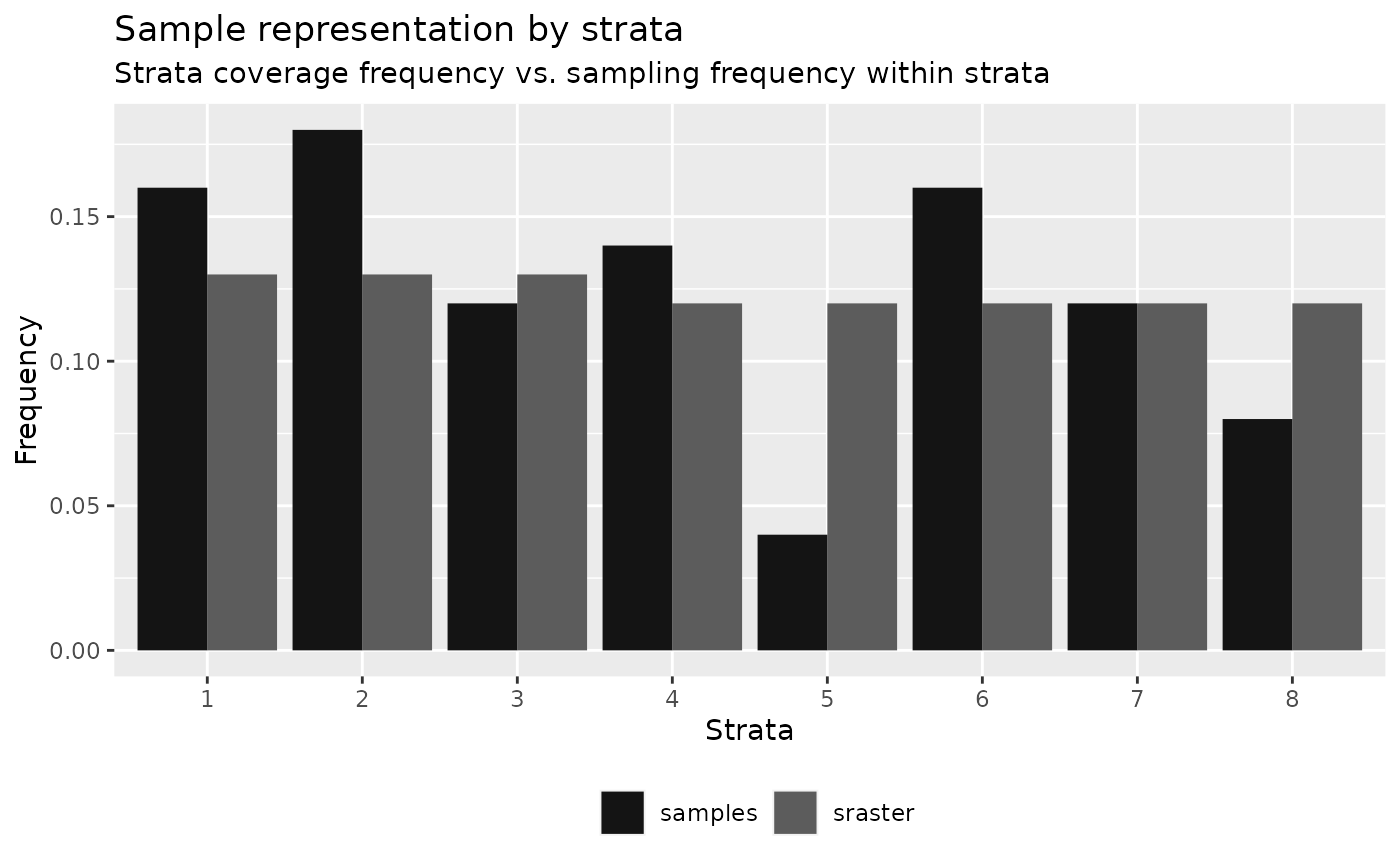 Sample representation by strata
Strata coverage frequency vs. sampling frequency within strata
Frequency
0.15
0.10
0.05
0.00
1 2 3 4 5 6 7 8
Strata
samples sraster